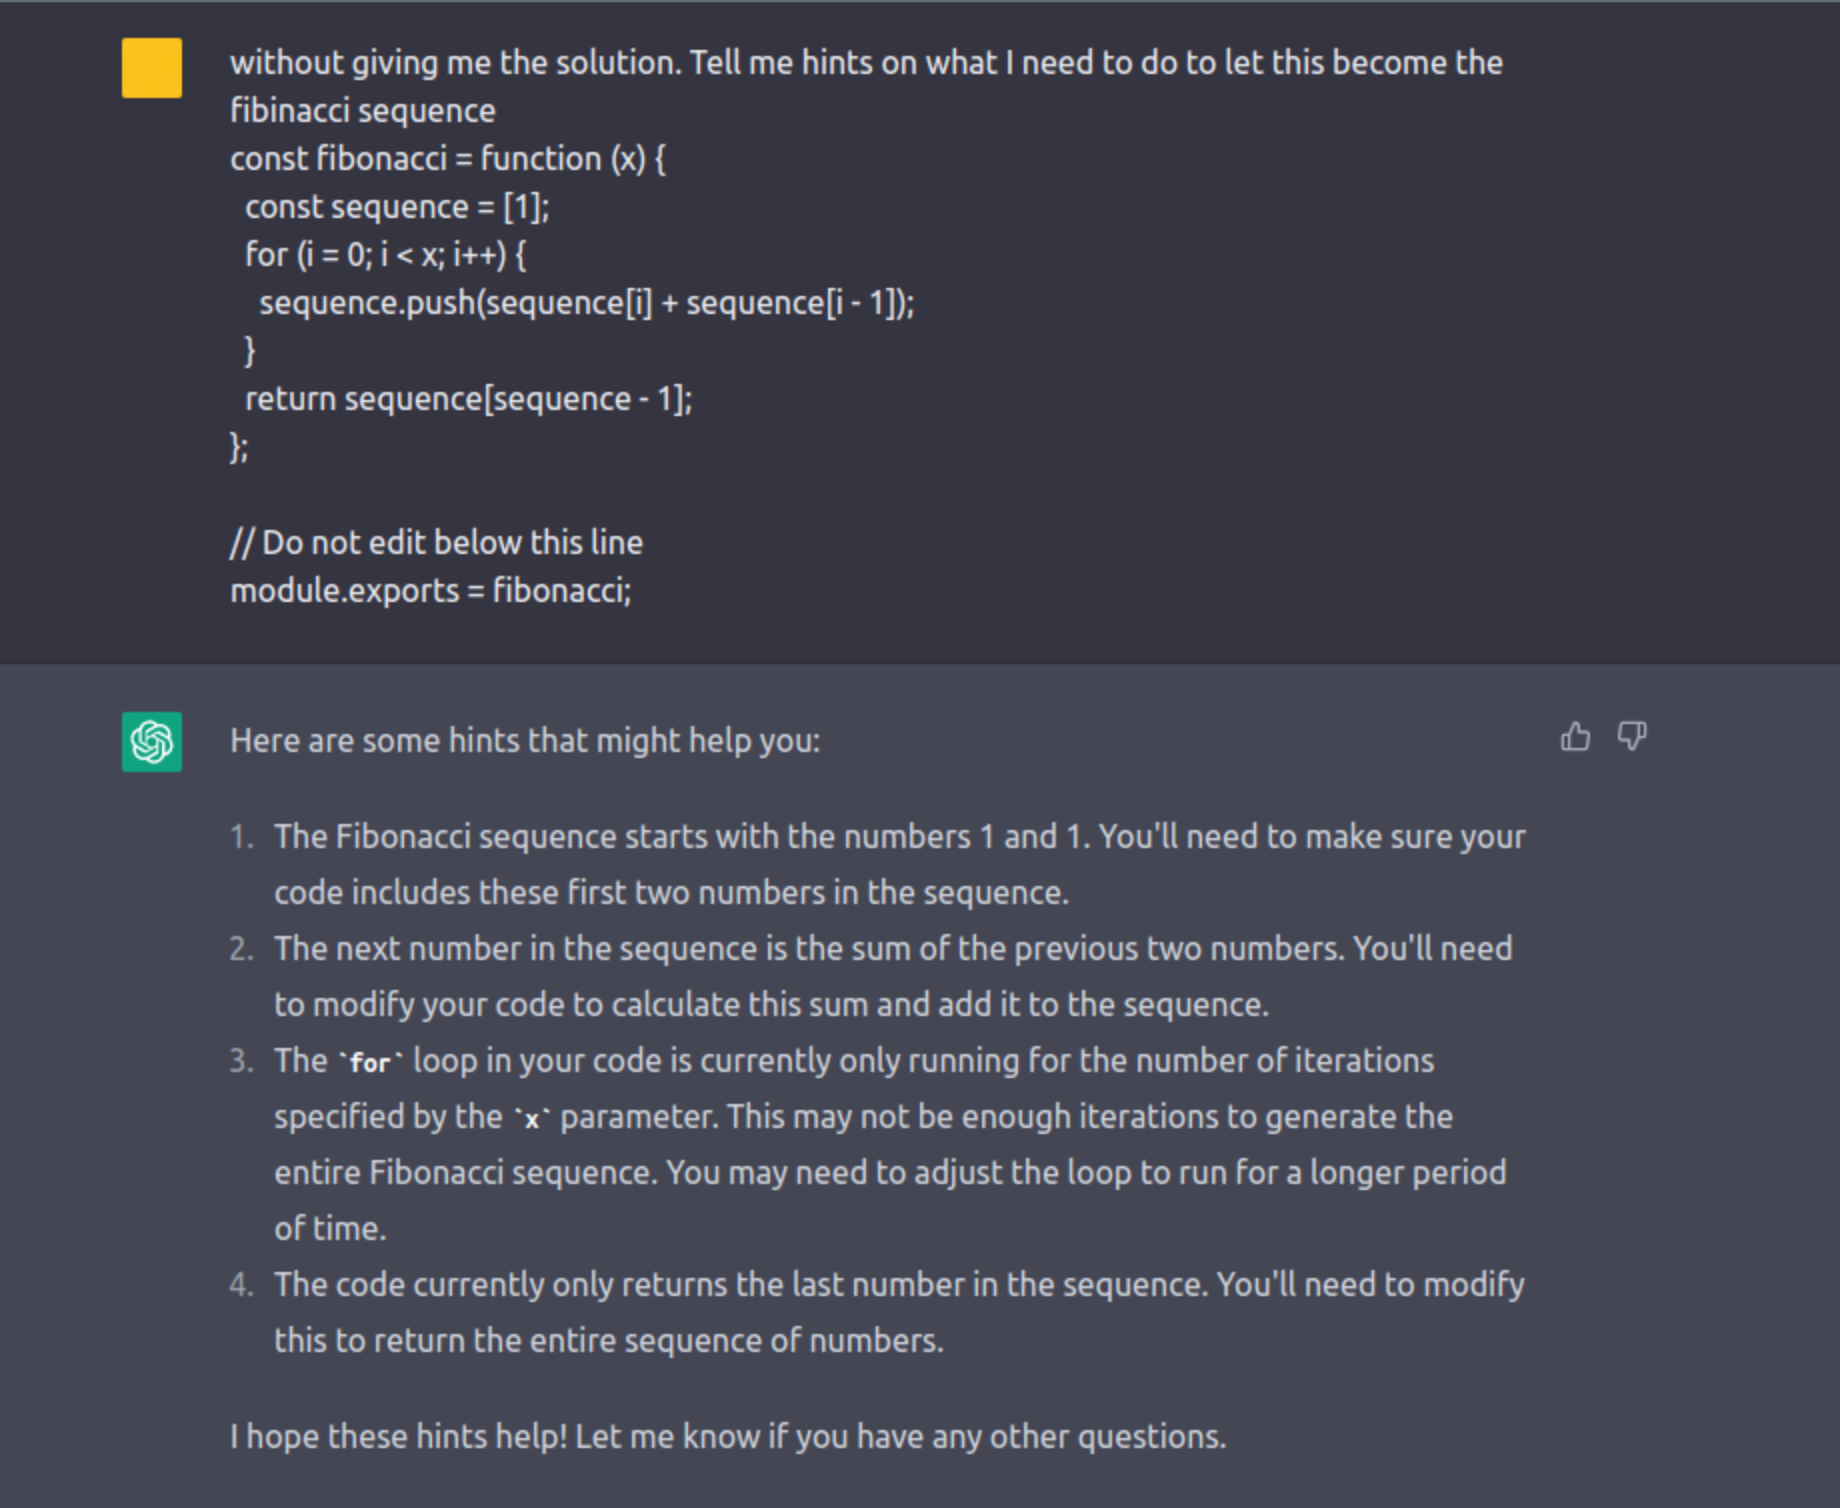 without giving me the solution. Tell me hints on what I need to do to let this become the
fibinacci sequence
const fibonacci = function (x) {
  const sequence = [1];
  for (i = 0; i < x; i++) {
    sequence.push(sequence[i] + sequence[i - 1]);
  }
  return sequence[sequence - 1];
};

// Do not edit below this line
module.exports = fibonacci;
Here are some hints that might help you:
1. The Fibonacci sequence starts with the numbers 1 and 1. You'll need to make sure your
code includes these first two numbers in the sequence.
2. The next number in the sequence is the sum of the previous two numbers. You'll need
to modify your code to calculate this sum and add it to the sequence.
3. The `for` loop in your code is currently only running for the number of iterations
specified by the `x` parameter. This may not be enough iterations to generate the
entire Fibonacci sequence. You may need to adjust the loop to run for a longer period
of time.
4. The code currently only returns the last number in the sequence. You'll need to modify
this to return the entire sequence of numbers.
I hope these hints help! Let me know if you have any other questions.